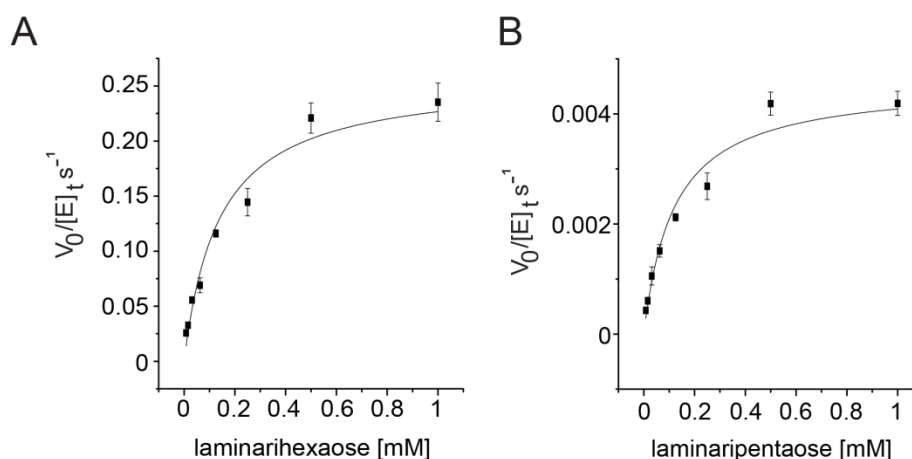 A
V₀/[E]ₜ s⁻¹
0.25
0.20
0.15
0.10
0.05
0
0 0.2 0.4 0.6 0.8 1
laminarihexaose [mM]
B
V₀/[E]ₜ s⁻¹
0.004
0.002
0
0 0.2 0.4 0.6 0.8 1
laminaripentaose [mM]